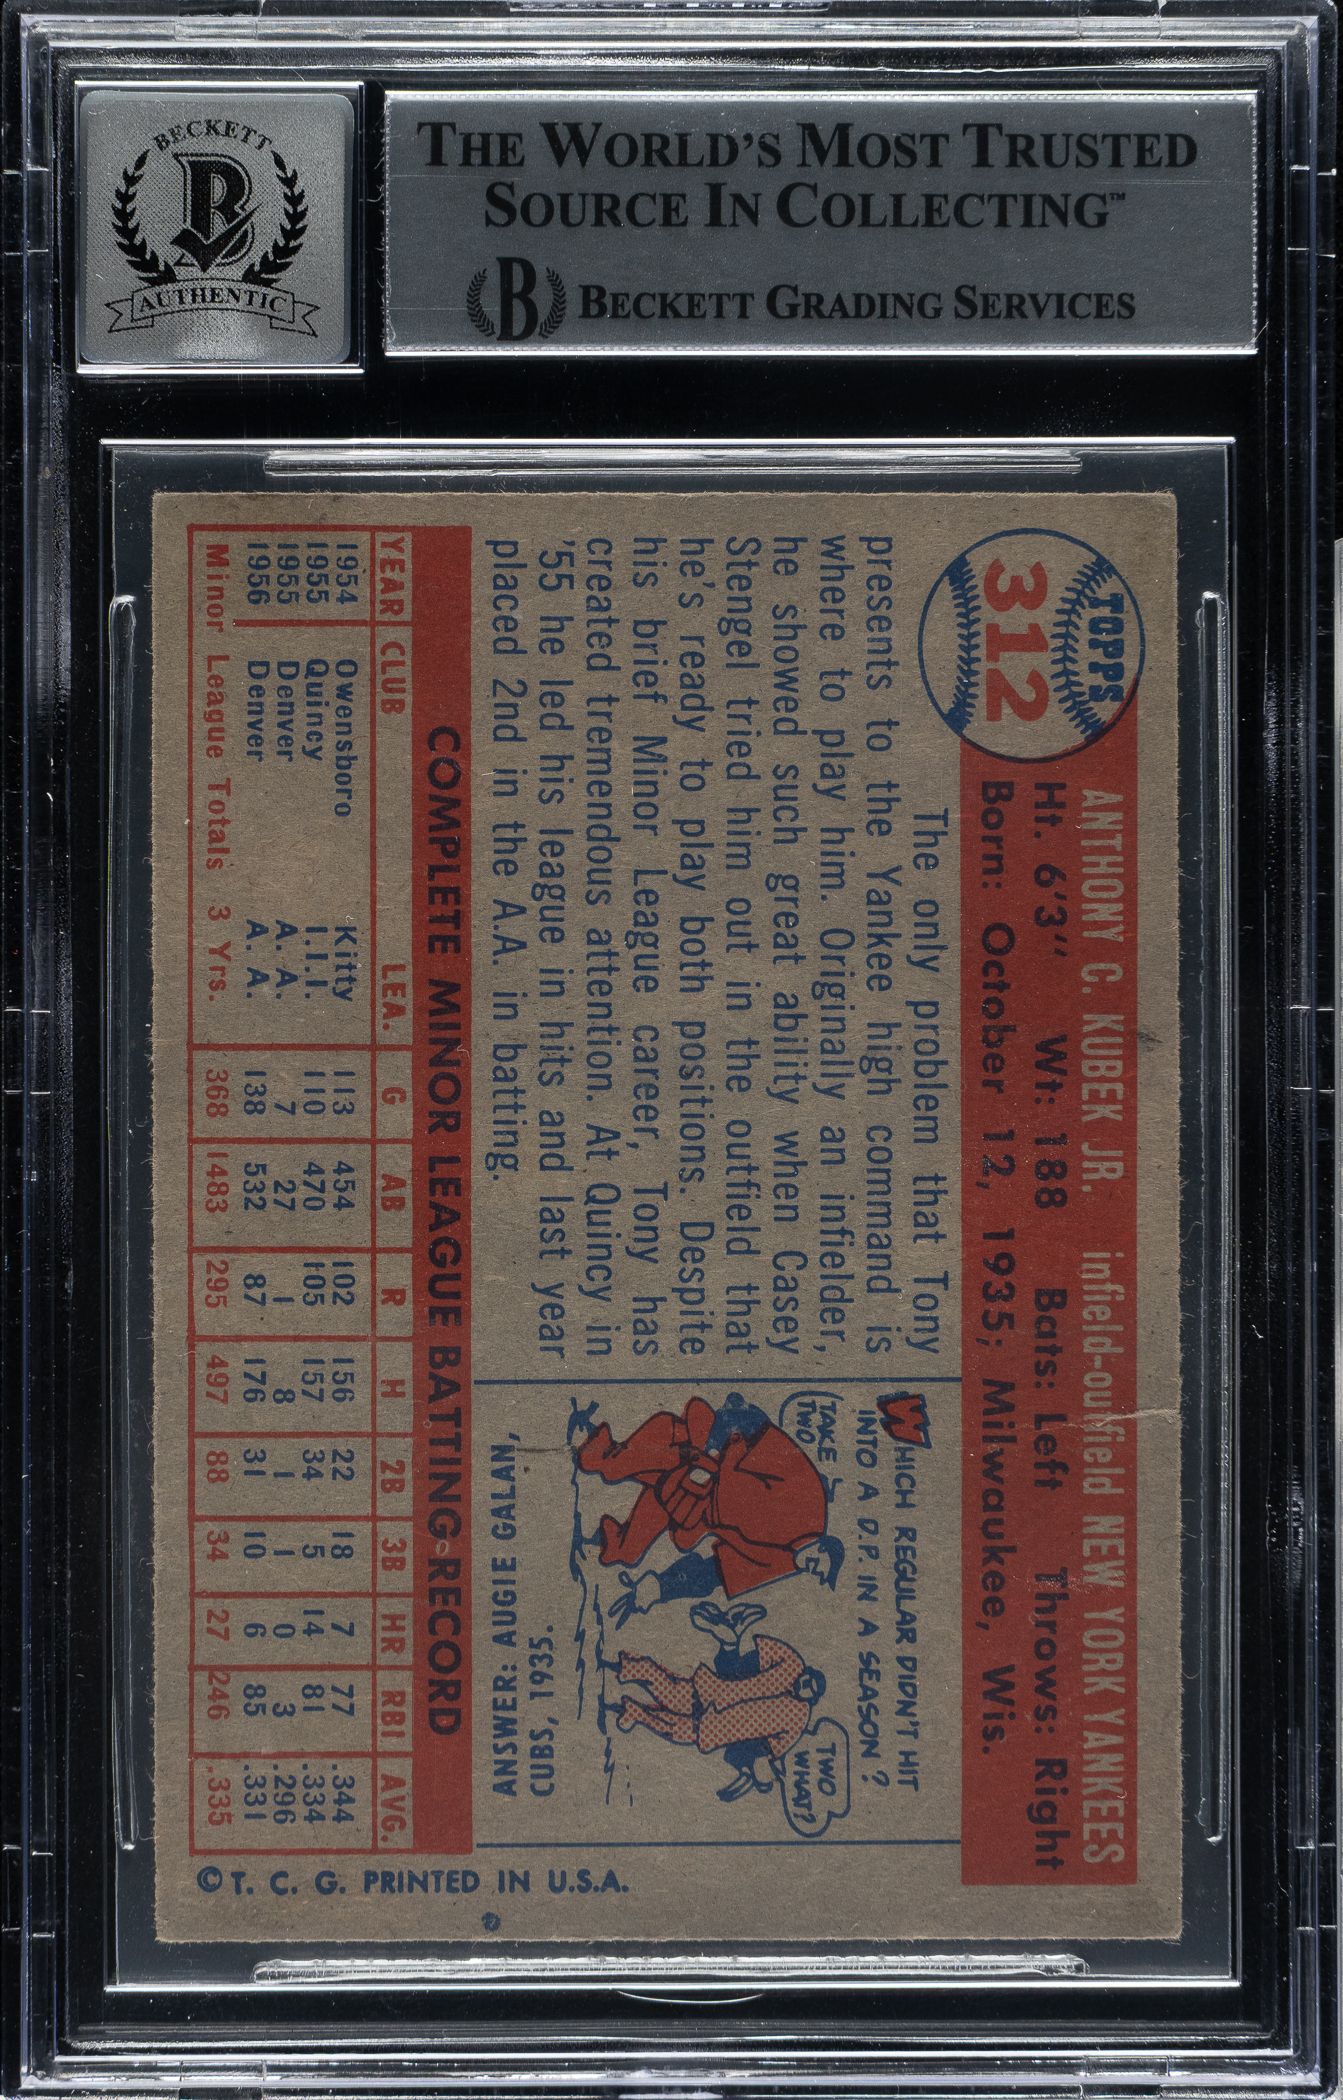 BECKETT
B
AUTHENTIC
THE WORLD'S MOST TRUSTED
SOURCE IN COLLECTING™
B BECKETT GRADING SERVICES
TOPPS
312
ANTHONY C. KUBEK JR. infield-outfield NEW YORK YANKEES
Ht. 6'3" Wt: 188 Bats: Left Throws: Right
Born: October 12, 1935; Milwaukee, Wis.
The only problem that Tony
presents to the Yankee high command is
where to play him. Originally an infielder,
he showed such great ability when Casey
Stengel tried him out in the outfield that
he's ready to play both positions. Despite
his brief Minor League career, Tony has
created tremendous attention. At Quincy in
'55 he led his league in hits and last year
placed 2nd in the A.A. in batting.
WHICH REGULAR DIDN'T HIT
INTO A D.P. IN A SEASON?
TAKE
TWO
TWO
WHAT?
ANSWER: AUGIE GALAN,
CUBS, 1935.
COMPLETE MINOR LEAGUE BATTING RECORD
YEAR CLUB LEA. G AB R H 2B 3B HR RBI AVG.
1954 Owensboro Kitty 113 454 102 156 22 18 7 77 .344
1955 Quincy I.I.I. 110 470 105 157 34 5 14 81 .334
1955 Denver A. A. 7 27 1 8 1 1 0 3 .296
1956 Denver A. A. 138 532 87 176 31 10 6 85 .331
Minor League Totals 3 Yrs. 368 1483 295 497 88 34 27 246 .335
© T. C. G. PRINTED IN U.S.A.